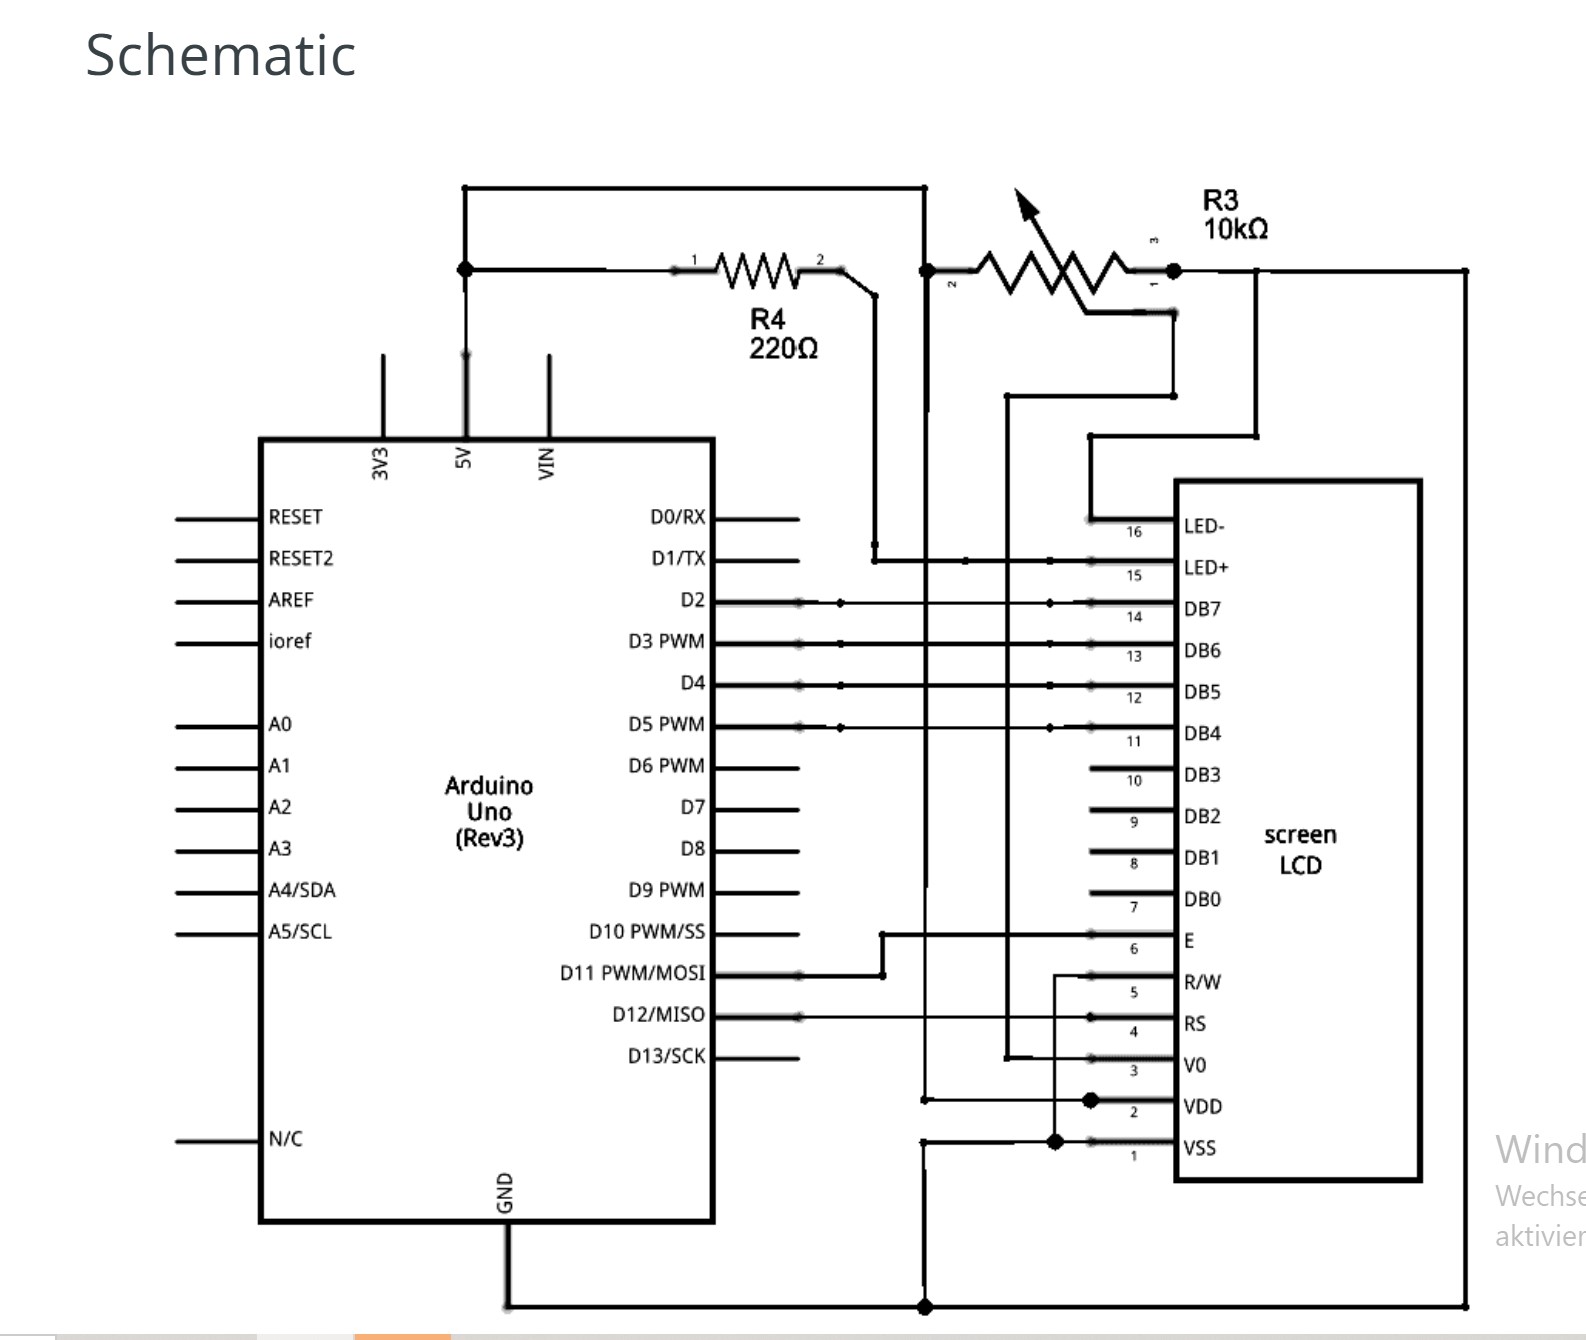 Schematic
R3
10kΩ
3
1 2
2
1
R4
220Ω
3V3
5V
VIN
RESET
RESET2
AREF
ioref
A0
A1
A2
A3
A4/SDA
A5/SCL
N/C
Arduino
Uno
(Rev3)
D0/RX
D1/TX
D2
D3 PWM
D4
D5 PWM
D6 PWM
D7
D8
D9 PWM
D10 PWM/SS
D11 PWM/MOSI
D12/MISO
D13/SCK
GND
16 LED-
15 LED+
14 DB7
13 DB6
12 DB5
11 DB4
10 DB3
9 DB2
8 DB1
7 DB0
6 E
5 R/W
4 RS
3 V0
2 VDD
1 VSS
screen
LCD
Wind
Wechse
aktivier